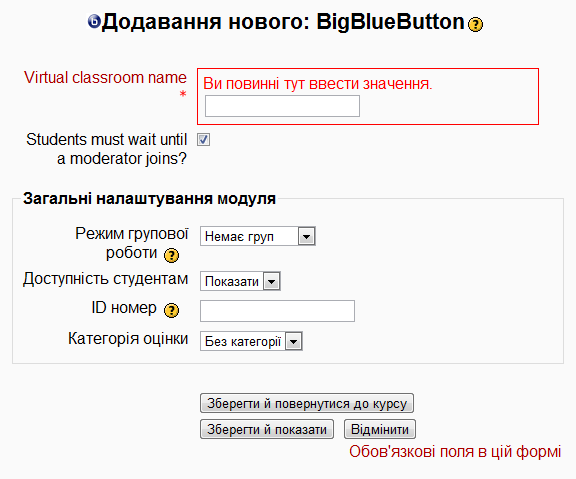 Додавання нового: BigBlueButton
Virtual classroom name
*
Ви повинні тут ввести значення.
Students must wait until
a moderator joins?
Загальні налаштування модуля
Режим групової
роботи
Немає груп
Доступність студентам
Показати
ID номер
Категорія оцінки
Без категорії
Зберегти й повернутися до курсу
Зберегти й показати
Відмінити
Обов'язкові поля в цій формі